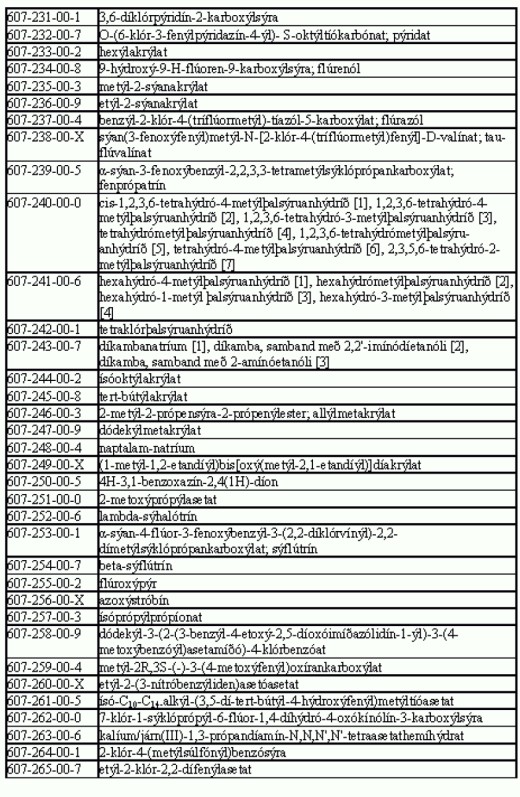 607-231-00-1 3,6-díklórpýridín-2-karboxýlsýra
607-232-00-7 O-(6-klór-3-fenýlpýridazín-4-ýl)- S-oktýltíókarbónat; pýridat
607-233-00-2 hexýlakrýlat
607-234-00-8 9-hýdroxý-9-H-flúoren-9-karboxýlsýra; flúrenól
607-235-00-3 metýl-2-sýanakrýlat
607-236-00-9 etýl-2-sýanakrýlat
607-237-00-4 benzýl-2-klór-4-(tríflúormetýl)-tíazól-5-karboxýlat; flúrazól
607-238-00-X sýan(3-fenoxýfenýl)metýl-N-[2-klór-4-(tríflúormetýl)fenýl]-D-valínat; tau-
flúvalínat
607-239-00-5 α-sýan-3-fenoxýbenzýl-2,2,3,3-tetrametýlsýklóprópankarboxýlat;
fenprópatrín
607-240-00-0 cis-1,2,3,6-tetrahýdró-4-metýlþalsýruanhýdríð [1], 1,2,3,6-tetrahýdró-4-
metýlþalsýruanhýdríð [2], 1,2,3,6-tetrahýdró-3-metýlþalsýruanhýdríð [3],
tetrahýdrómetýlþalsýruanhýdríð [4], 1,2,3,6-tetrahýdrómetýlþalsýru-
anhýdríð [5], tetrahýdró-4-metýlþalsýruanhýdríð [6], 2,3,5,6-tetrahýdró-2-
metýlþalsýruanhýdríð [7]
607-241-00-6 hexahýdró-4-metýlþalsýruanhýdríð [1], hexahýdrómetýlþalsýruanhýdríð [2],
hexahýdró-1-metýl þalsýruanhýdríð [3], hexahýdró-3-metýlþalsýruanhýdríð
[4]
607-242-00-1 tetraklórþalsýruanhýdríð
607-243-00-7 díkambanatríum [1], díkamba, samband með 2,2'-imínódíetanóli [2],
díkamba, samband með 2-amínóetanóli [3]
607-244-00-2 ísóoktýlakrýlat
607-245-00-8 tert-bútýlakrýlat
607-246-00-3 2-metýl-2-própensýra-2-própenýlester; allýlmetakrýlat
607-247-00-9 dódekýlmetakrýlat
607-248-00-4 naptalam-natríum
607-249-00-X (1-metýl-1,2-etandíýl)bis[oxý(metýl-2,1-etandíýl)]díakrýlat
607-250-00-5 4H-3,1-benzoxazín-2,4(1H)-díon
607-251-00-0 2-metoxýprópýlasetat
607-252-00-6 lambda-sýhalótrín
607-253-00-1 α-sýan-4-flúor-3-fenoxýbenzýl-3-(2,2-díklórvínýl)-2,2-
dímetýlsýklóprópankarboxýlat; sýflútrín
607-254-00-7 beta-sýflútrín
607-255-00-2 flúroxýpýr
607-256-00-X azoxýstróbín
607-257-00-3 ísóprópýlprópíonat
607-258-00-9 dódekýl-3-(2-(3-benzýl-4-etoxý-2,5-díoxóimíðazólidín-1-ýl)-3-(4-
metoxýbenzóýl)asetamíðó)-4-klórbenzóat
607-259-00-4 metýl-2R,3S-(-)-3-(4-metoxýfenýl)oxírankarboxýlat
607-260-00-X etýl-2-(3-nítróbenzýliden)asetóasetat
607-261-00-5 ísó-C10-C14.alkýl-(3,5-dí-tert-bútýl-4-hýdroxýfenýl)metýltíóasetat
607-262-00-0 7-klór-1-sýklóprópýl-6-flúor-1,4-díhýdró-4-oxókínólín-3-karboxýlsýra
607-263-00-6 kalíum/járn(III)-1,3-própandíamín-N,N,N',N'-tetraasetathemíhýdrat
607-264-00-1 2-klór-4-(metýlsúlfónýl)benzósýra
607-265-00-7 etýl-2-klór-2,2-dífenýlasetat